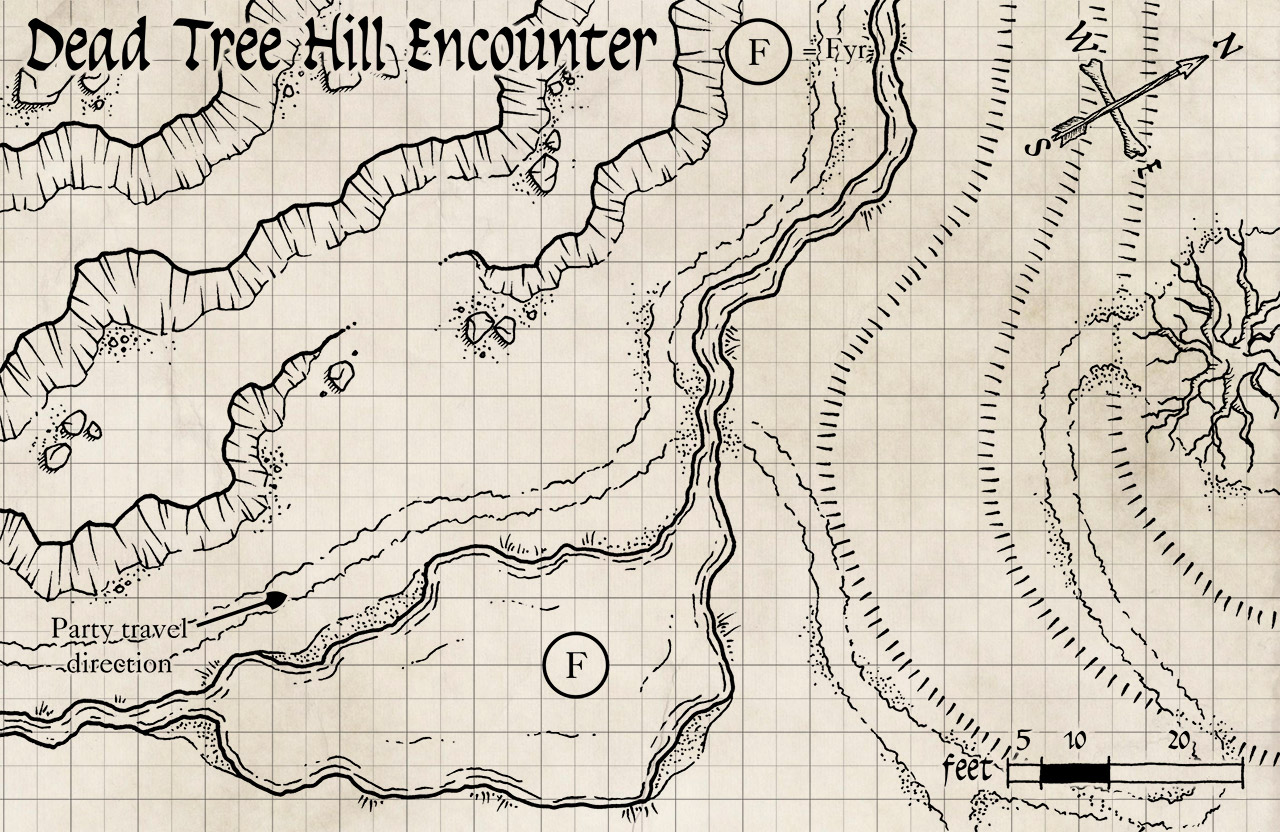 Dead Tree Hill Encounter
F = Fyr
W
N
S
E
Party travel
direction
F
5 10 20
feet